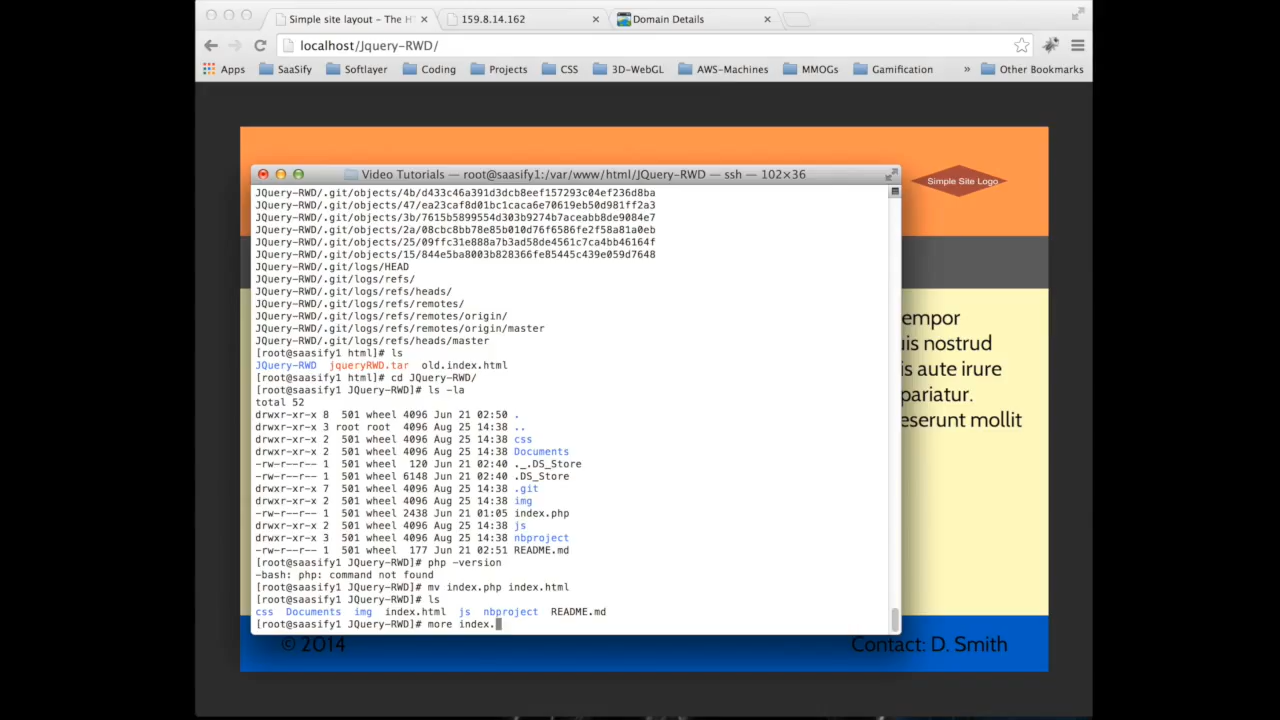 Simple site layout – The H
159.8.14.162
Domain Details
localhost/Jquery-RWD/
Apps SaaSify Softlayer Coding Projects CSS 3D-WebGL AWS-Machines MMOGs Gamification » Other Bookmarks
Video Tutorials — root@saasify1:/var/www/html/JQuery-RWD — ssh — 102×36
Simple Site Logo
JQuery-RWD/.git/objects/4b/d433c46a391d3dcb8eef157293c04ef236d8ba
JQuery-RWD/.git/objects/47/ea23caf8d01bc1caca6e70619eb50d981ff2a3
JQuery-RWD/.git/objects/3b/7615b5899554d303b9274b7aceabb8de9084e7
JQuery-RWD/.git/objects/2a/08cbc8bb78e85b010d76f6586fe2f58a81a0eb
JQuery-RWD/.git/objects/25/09ffc31e888a7b3ad58de4561c7ca4bb46164f
JQuery-RWD/.git/objects/15/844e5ba8003b828366fe85445c439e059d7648
JQuery-RWD/.git/logs/HEAD
JQuery-RWD/.git/logs/refs/
JQuery-RWD/.git/logs/refs/heads/
JQuery-RWD/.git/logs/refs/remotes/
JQuery-RWD/.git/logs/refs/remotes/origin/
JQuery-RWD/.git/logs/refs/remotes/origin/master
JQuery-RWD/.git/logs/refs/heads/master
[root@saasify1 html]# ls
JQuery-RWD jqueryRWD.tar old.index.html
[root@saasify1 html]# cd JQuery-RWD/
[root@saasify1 JQuery-RWD]# ls -la
total 52
drwxr-xr-x 8 501 wheel 4096 Jun 21 02:50 .
drwxr-xr-x 3 root root 4096 Aug 25 14:38 ..
drwxr-xr-x 2 501 wheel 4096 Aug 25 14:38 css
drwxr-xr-x 2 501 wheel 4096 Aug 25 14:38 Documents
-rw-r--r-- 1 501 wheel 120 Jun 21 02:40 ._.DS_Store
-rw-r--r-- 1 501 wheel 6148 Jun 21 02:40 .DS_Store
drwxr-xr-x 7 501 wheel 4096 Aug 25 14:38 .git
drwxr-xr-x 2 501 wheel 4096 Aug 25 14:38 img
-rw-r--r-- 1 501 wheel 2438 Jun 21 01:05 index.php
drwxr-xr-x 2 501 wheel 4096 Aug 25 14:38 js
drwxr-xr-x 3 501 wheel 4096 Aug 25 14:38 nbproject
-rw-r--r-- 1 501 wheel 177 Jun 21 02:51 README.md
[root@saasify1 JQuery-RWD]# php -version
-bash: php: command not found
[root@saasify1 JQuery-RWD]# mv index.php index.html
[root@saasify1 JQuery-RWD]# ls
css Documents img index.html js nbproject README.md
[root@saasify1 JQuery-RWD]# more index.
empor
uis nostrud
is aute irure
pariatur.
eserunt mollit
© 2014
Contact: D. Smith